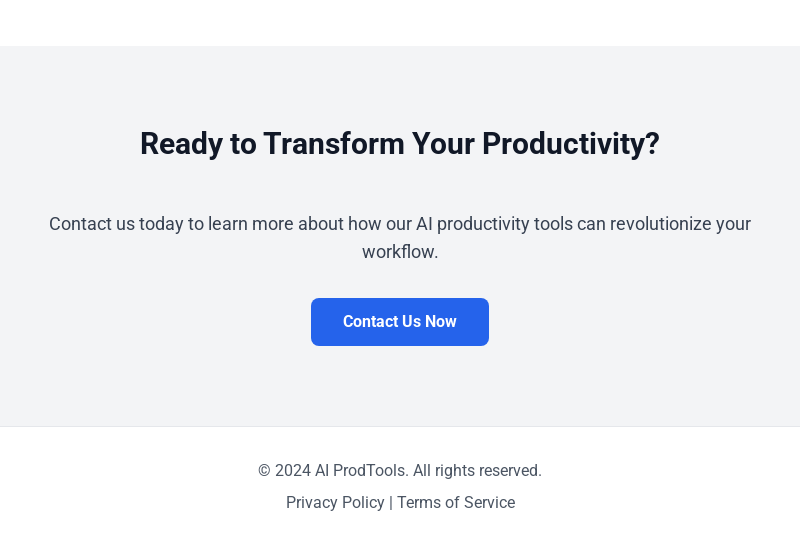 Ready to Transform Your Productivity?
Contact us today to learn more about how our AI productivity tools can revolutionize your
workflow.
Contact Us Now
© 2024 AI ProdTools. All rights reserved.
Privacy Policy | Terms of Service